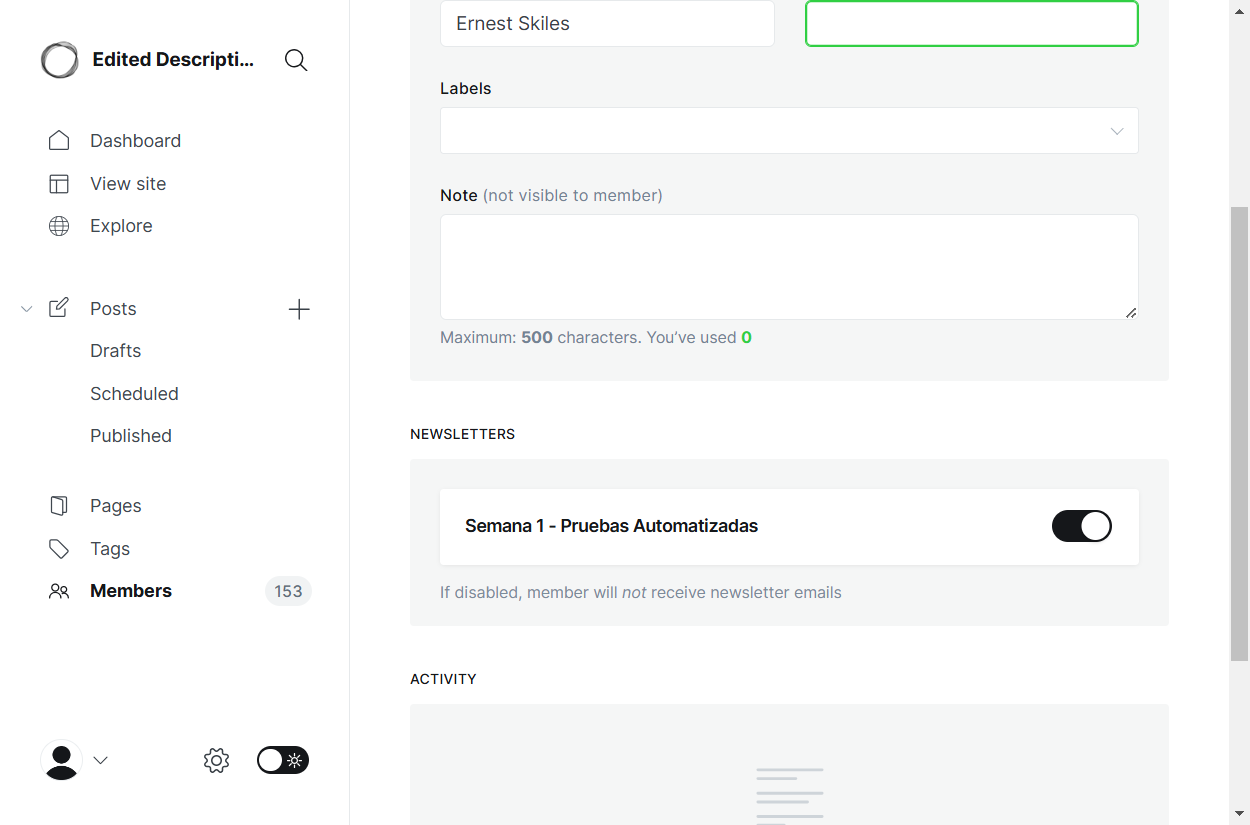 Edited Descripti...
Dashboard
View site
Explore
Posts
Drafts
Scheduled
Published
Pages
Tags
Members 153
Ernest Skiles
Labels
Note (not visible to member)
Maximum: 500 characters. You’ve used 0
NEWSLETTERS
Semana 1 - Pruebas Automatizadas
If disabled, member will not receive newsletter emails
ACTIVITY